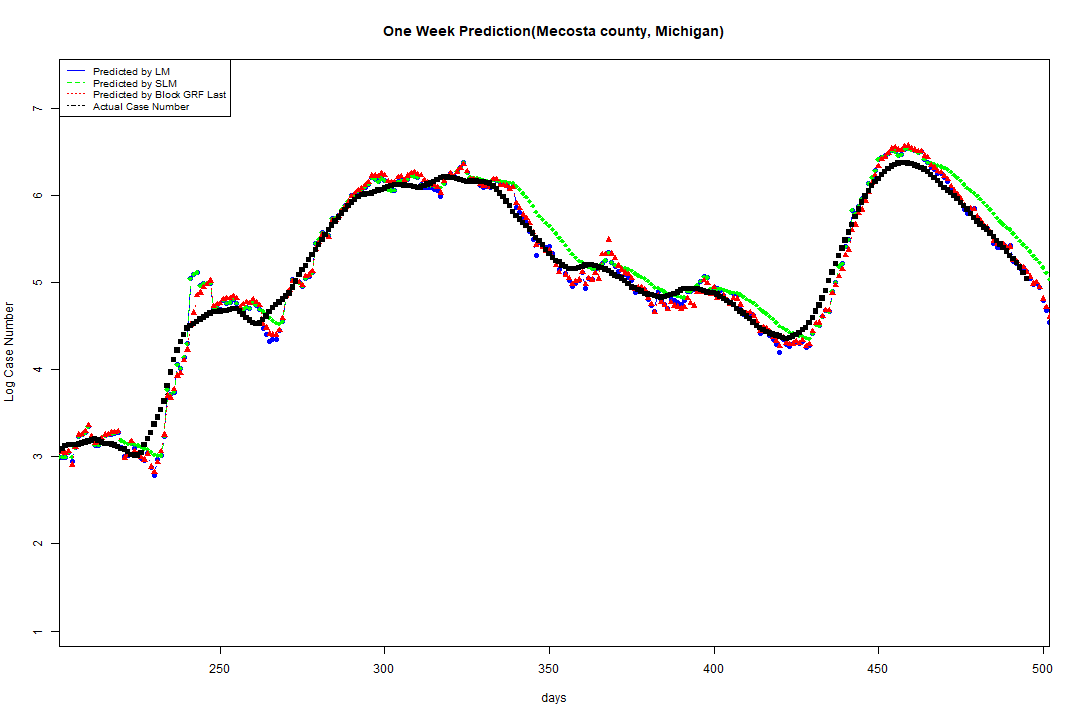 One Week Prediction(Mecosta county, Michigan)
Predicted by LM
Predicted by SLM
Predicted by Block GRF Last
Actual Case Number
7
6
5
4
3
2
1
Log Case Number
250 300 350 400 450 500
days